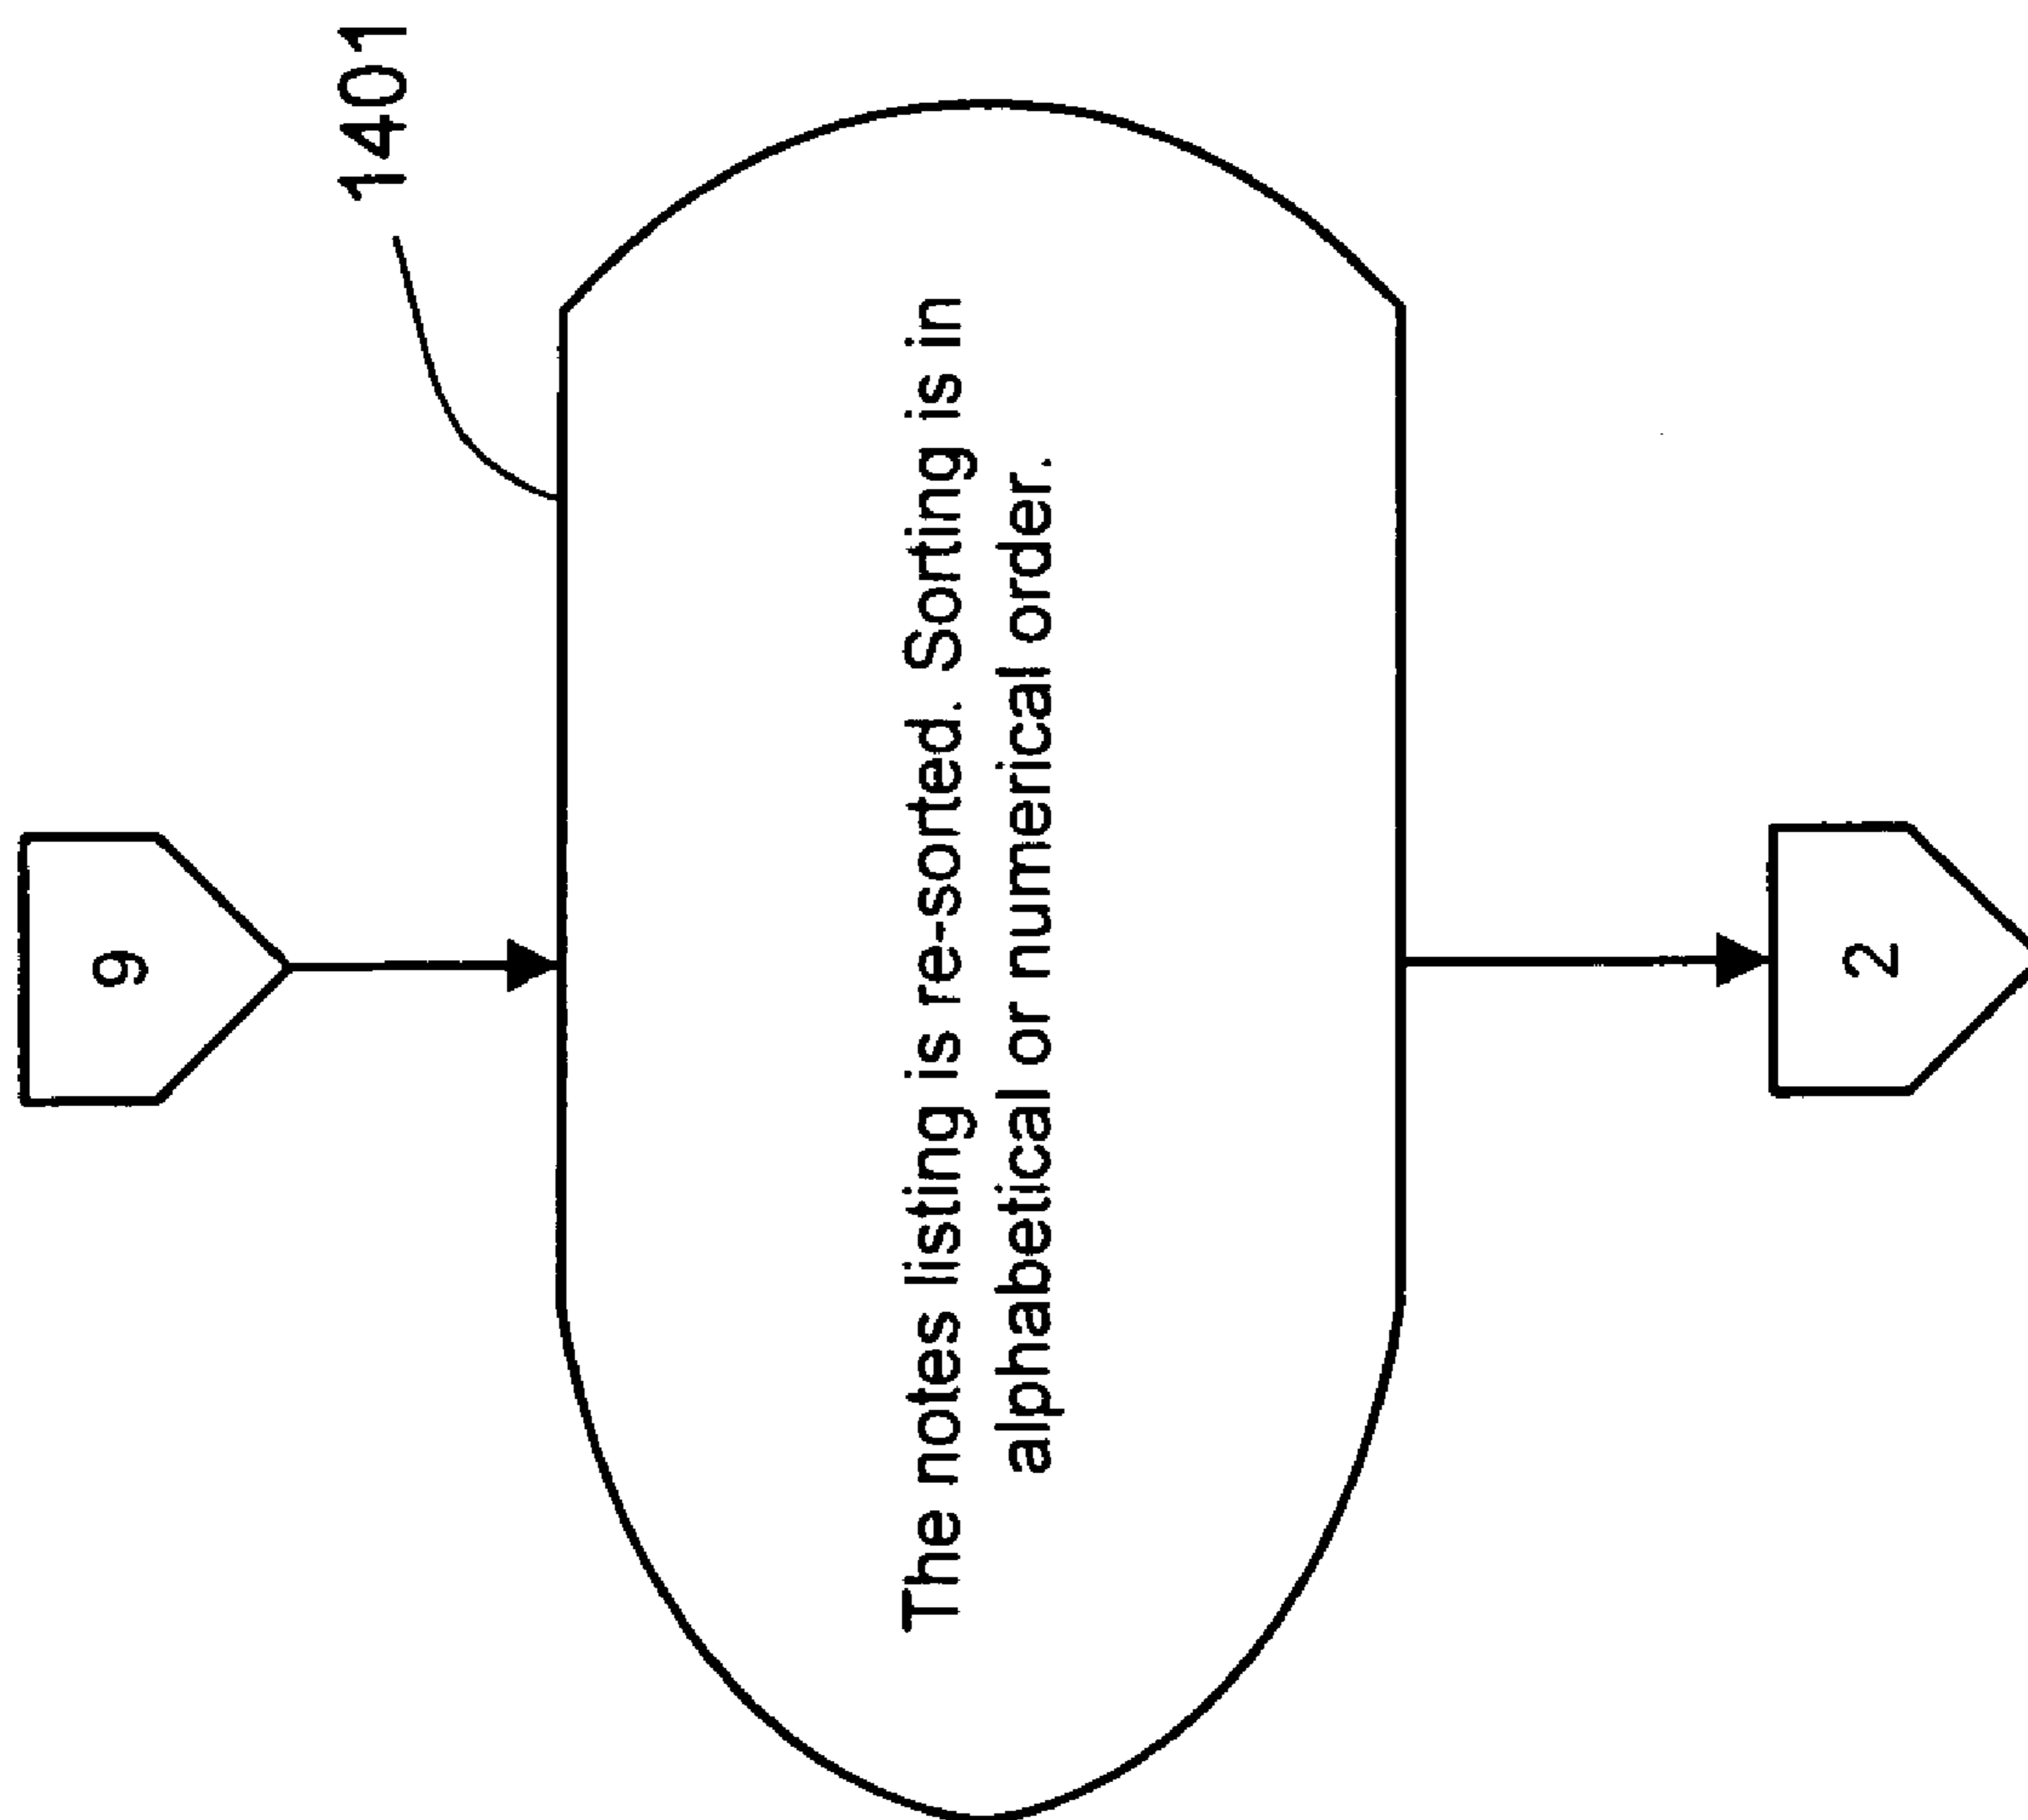 1401
9
The notes listing is re-sorted. Sorting is in
alphabetical or numerical order.
2